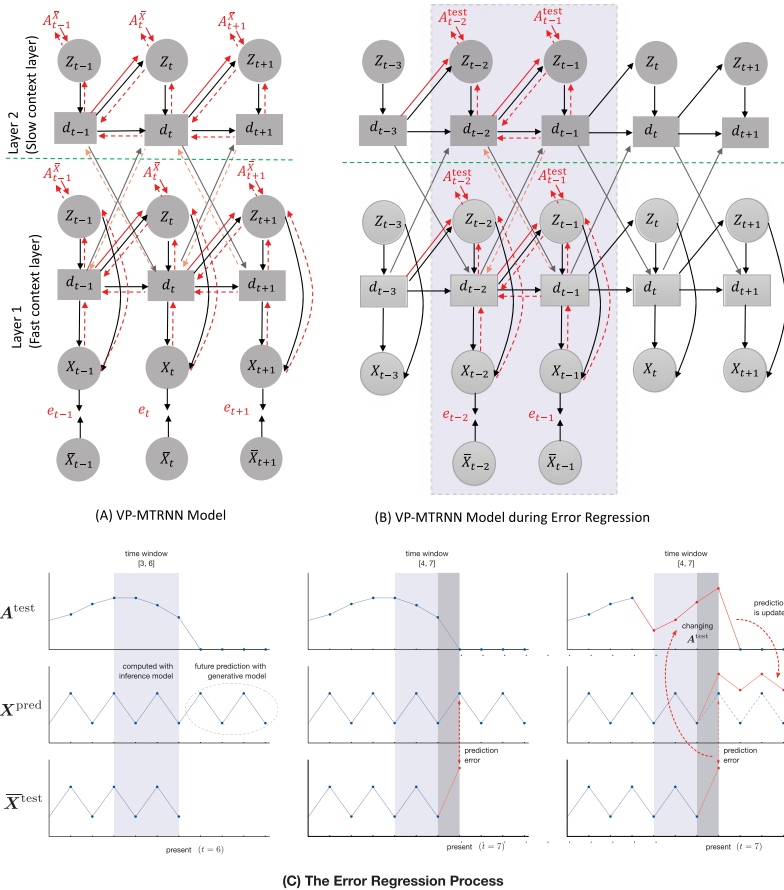 Layer 2
(Slow context layer)
A^X̅_{t−1} A^X̅_t A^X̅_{t+1}
Z_{t−1} Z_t Z_{t+1}
d_{t−1} d_t d_{t+1}
Layer 1
(Fast context layer)
A^X̅_{t−1} A^X̅_t A^X̅_{t+1}
Z_{t−1} Z_t Z_{t+1}
d_{t−1} d_t d_{t+1}
X_{t−1} X_t X_{t+1}
e_{t−1} e_t e_{t+1}
X̅_{t−1} X̅_t X̅_{t+1}
(A) VP-MTRNN Model
A^test_{t−2} A^test_{t−1}
Z_{t−3} Z_{t−2} Z_{t−1} Z_t Z_{t+1}
d_{t−3} d_{t−2} d_{t−1} d_t d_{t+1}
A^test_{t−2} A^test_{t−1}
Z_{t−3} Z_{t−2} Z_{t−1} Z_t Z_{t+1}
d_{t−3} d_{t−2} d_{t−1} d_t d_{t+1}
X_{t−3} X_{t−2} X_{t−1} X_t X_{t+1}
e_{t−2} e_{t−1}
X̅_{t−2} X̅_{t−1}
(B) VP-MTRNN Model during Error Regression
A^test
X^pred
X̅^test
time window
[3, 6]
computed with
inference model
future prediction with
generative model
present (t = 6)
time window
[4, 7]
prediction
error
present (t = 7)
time window
[4, 7]
changing
A^test
prediction
is update
prediction
error
present (t = 7)
(C) The Error Regression Process